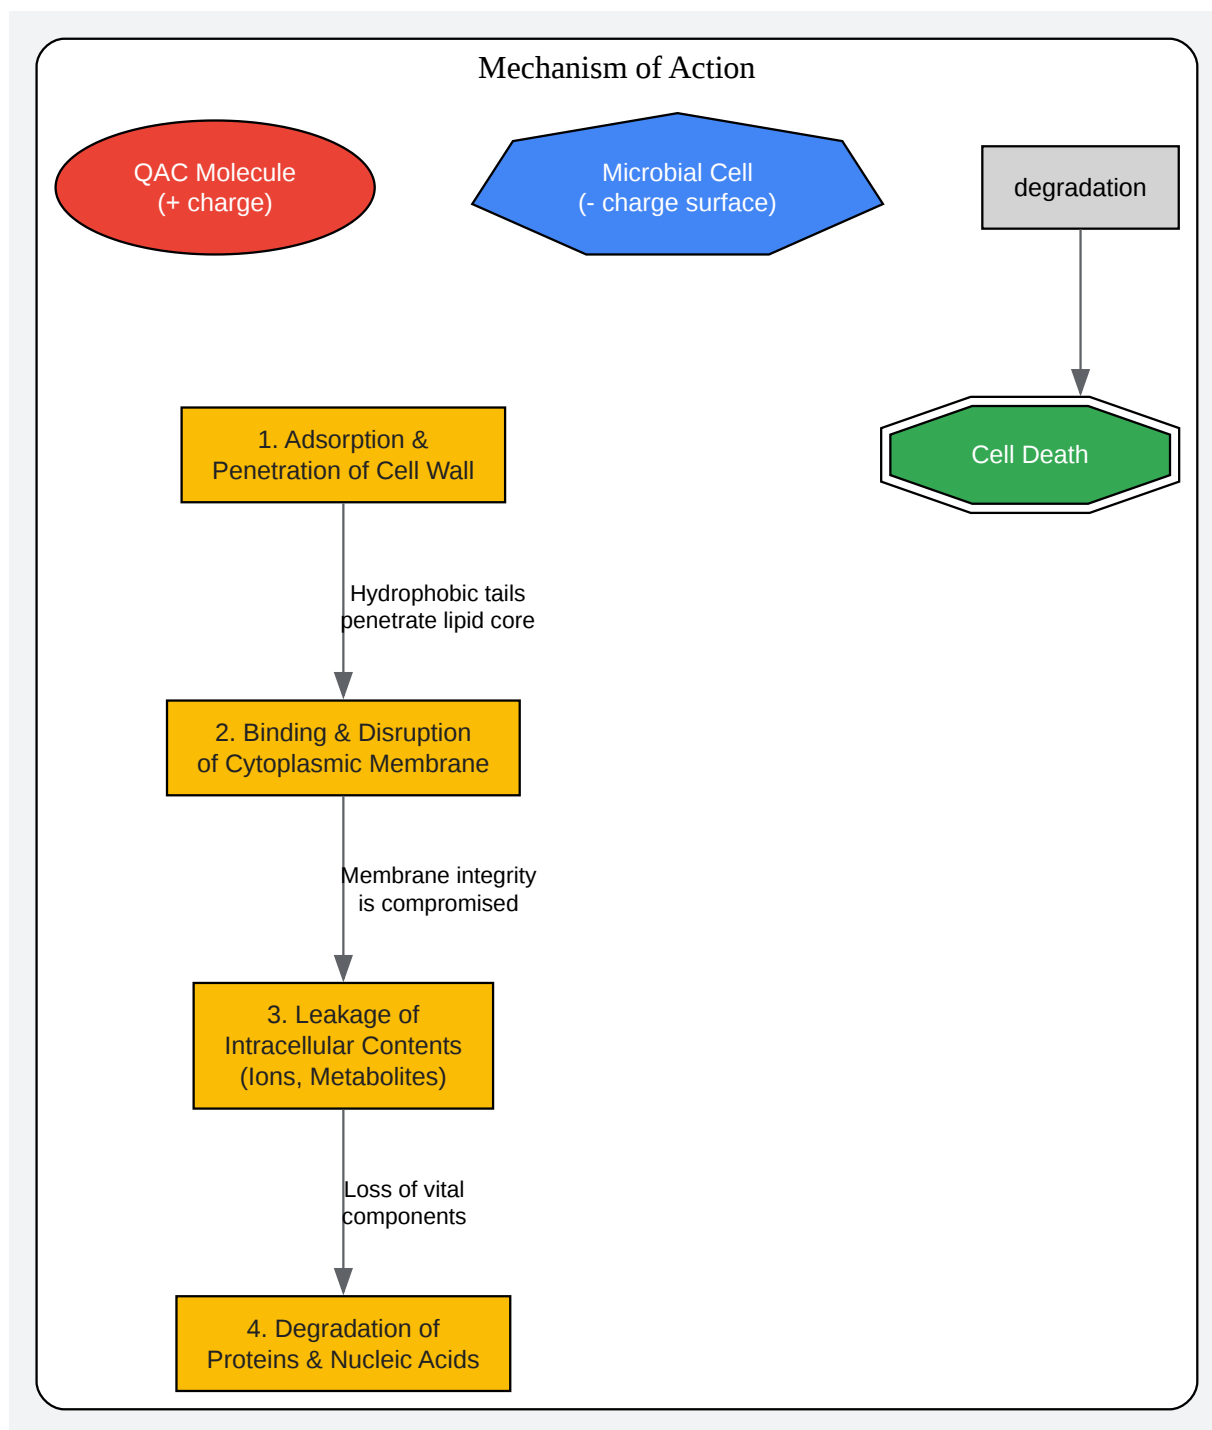 Mechanism of Action
QAC Molecule
(+ charge)
Microbial Cell
(- charge surface)
degradation
1. Adsorption &
Penetration of Cell Wall
Cell Death
Hydrophobic tails
penetrate lipid core
2. Binding & Disruption
of Cytoplasmic Membrane
Membrane integrity
is compromised
3. Leakage of
Intracellular Contents
(Ions, Metabolites)
Loss of vital
components
4. Degradation of
Proteins & Nucleic Acids